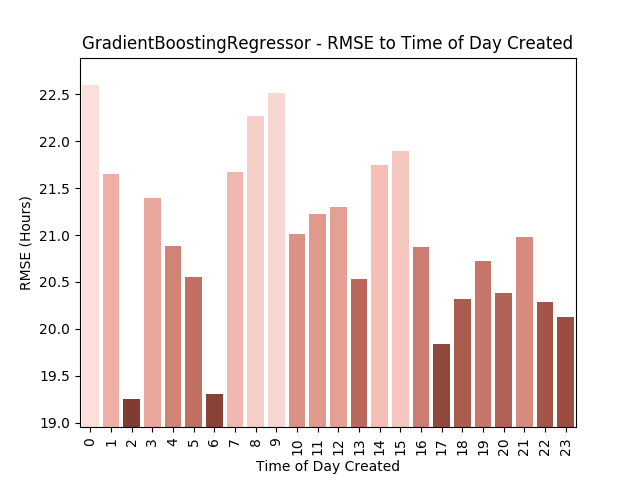 GradientBoostingRegressor - RMSE to Time of Day Created
22.5
22.0
21.5
21.0
20.5
20.0
19.5
19.0
RMSE (Hours)
0 1 2 3 4 5 6 7 8 9 10 11 12 13 14 15 16 17 18 19 20 21 22 23
Time of Day Created